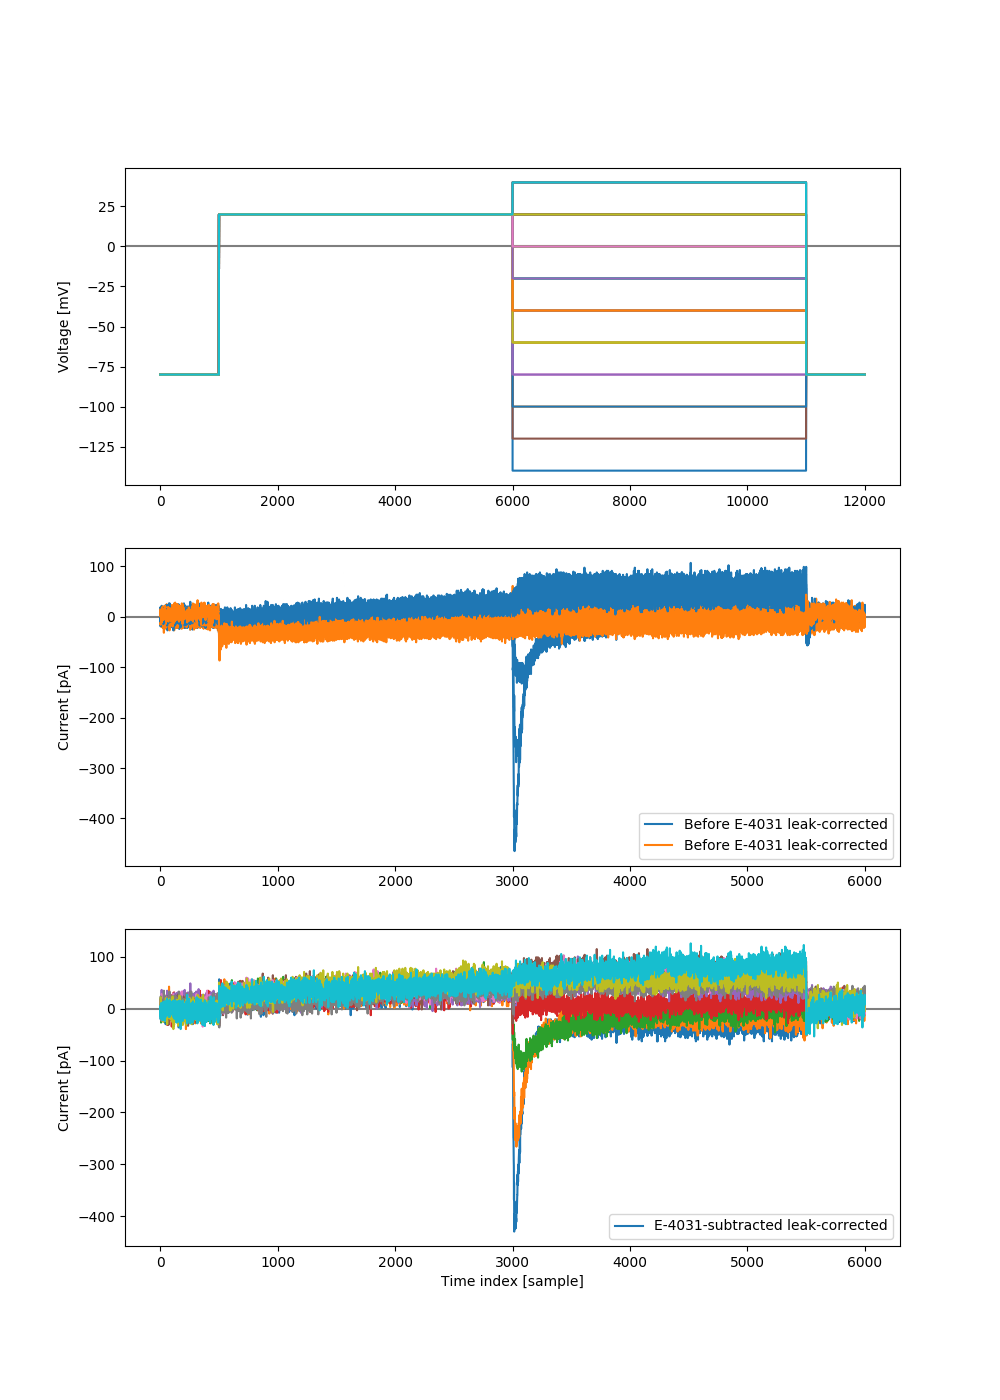 25
0
−25
−50
−75
−100
−125
Voltage [mV]
0 2000 4000 6000 8000 10000 12000
100
0
−100
−200
−300
−400
Current [pA]
Before E-4031 leak-corrected
Before E-4031 leak-corrected
0 1000 2000 3000 4000 5000 6000
100
0
−100
−200
−300
−400
Current [pA]
E-4031-subtracted leak-corrected
0 1000 2000 3000 4000 5000 6000
Time index [sample]